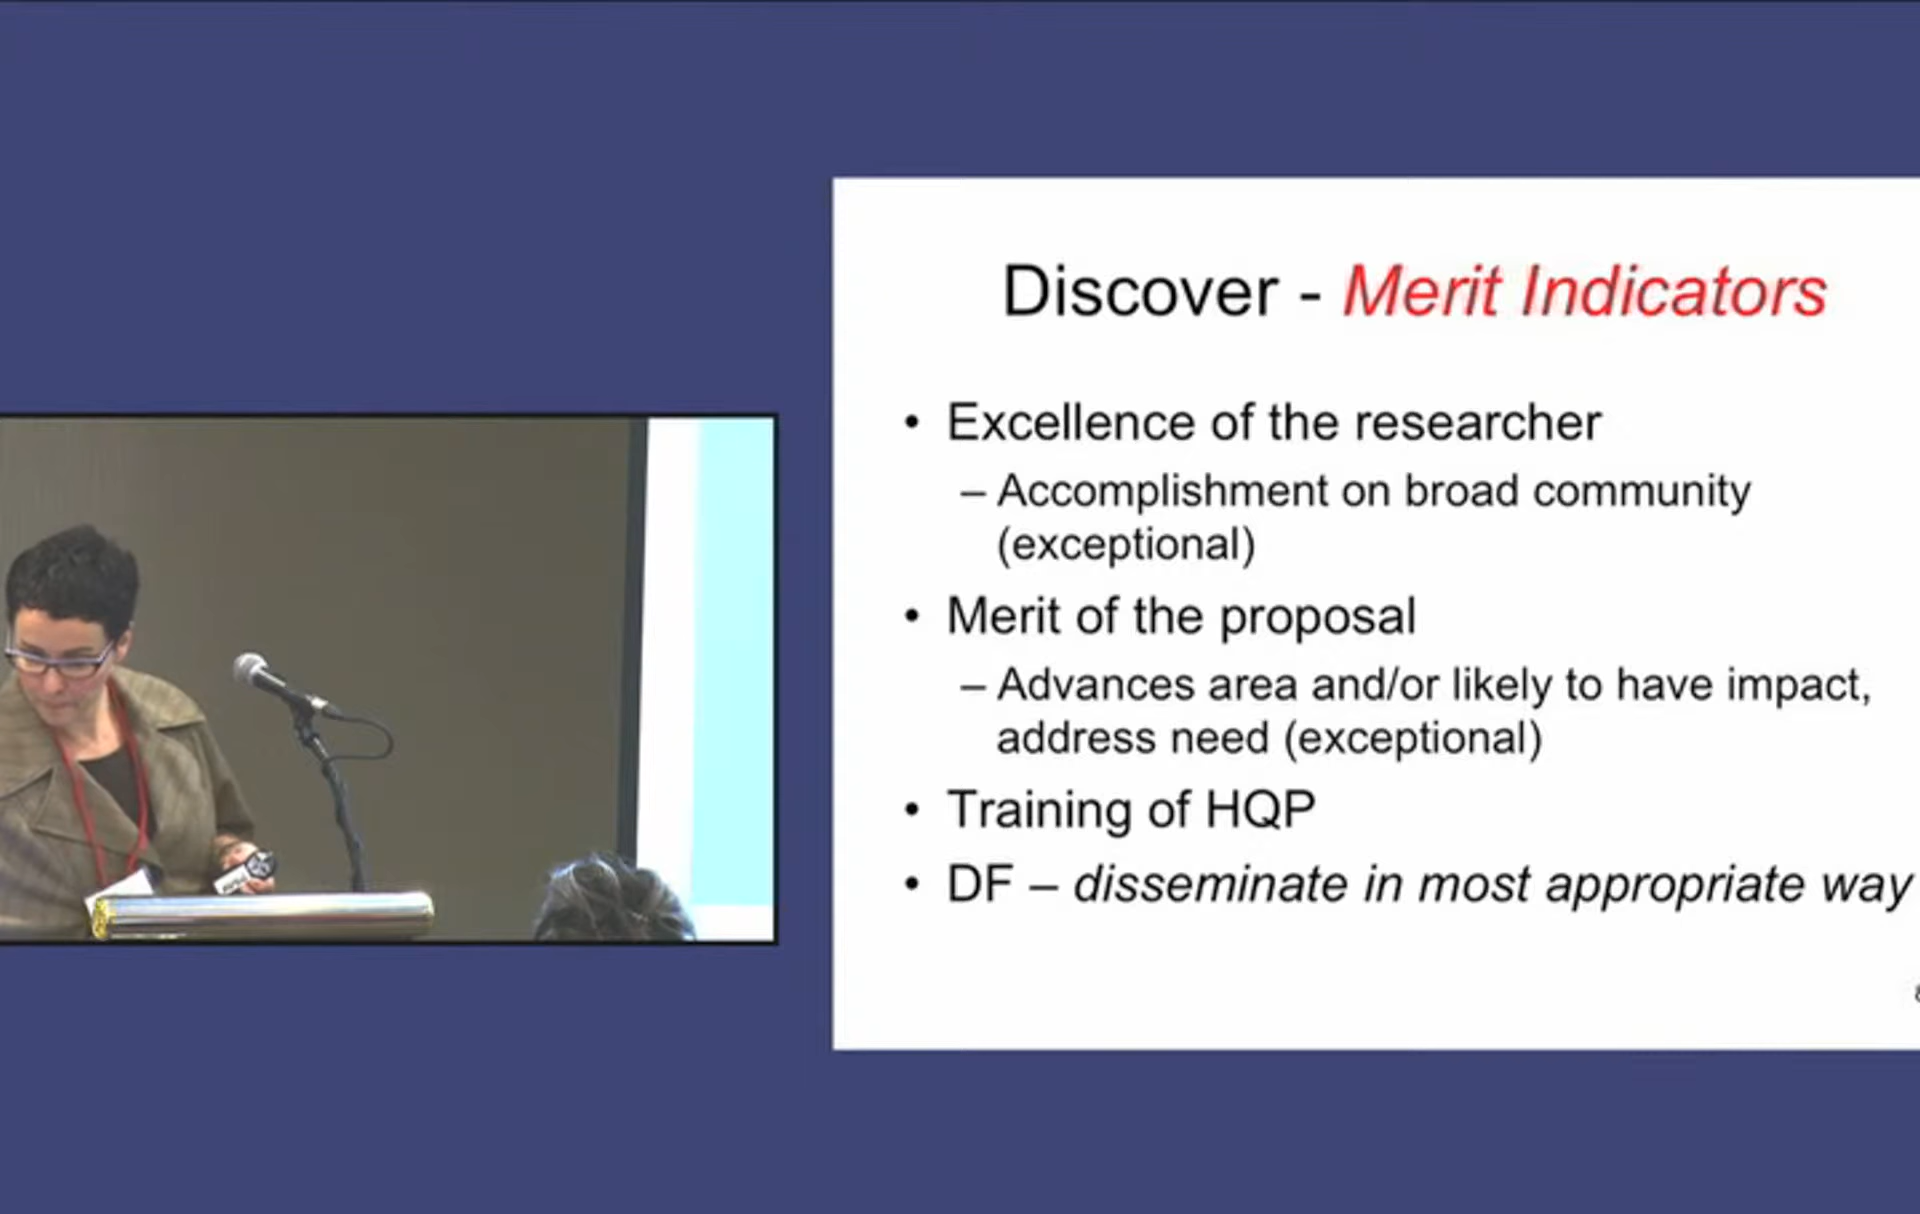 Discover - Merit Indicators
• Excellence of the researcher
– Accomplishment on broad community
(exceptional)
• Merit of the proposal
– Advances area and/or likely to have impact,
address need (exceptional)
• Training of HQP
• DF – disseminate in most appropriate way